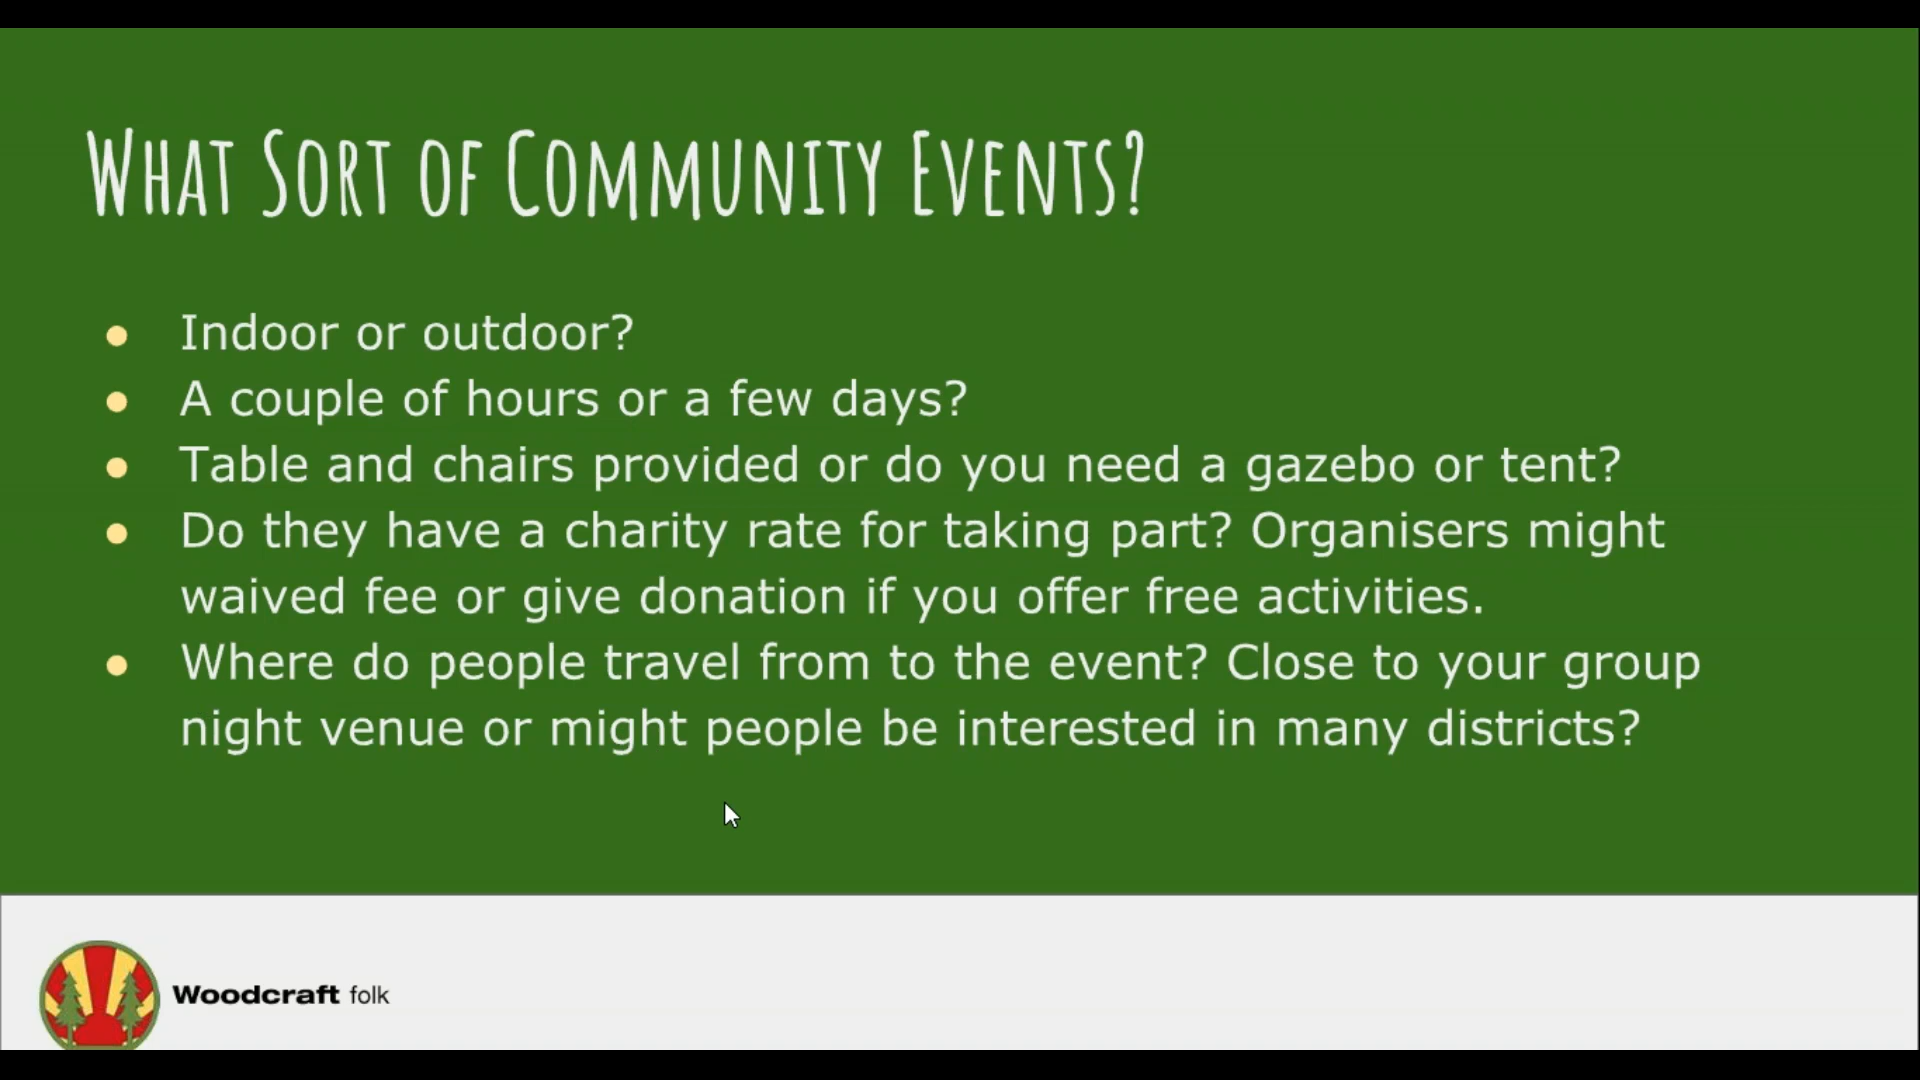 What Sort of Community Events?
● Indoor or outdoor?
● A couple of hours or a few days?
● Table and chairs provided or do you need a gazebo or tent?
● Do they have a charity rate for taking part? Organisers might
waived fee or give donation if you offer free activities.
● Where do people travel from to the event? Close to your group
night venue or might people be interested in many districts?
Woodcraft folk